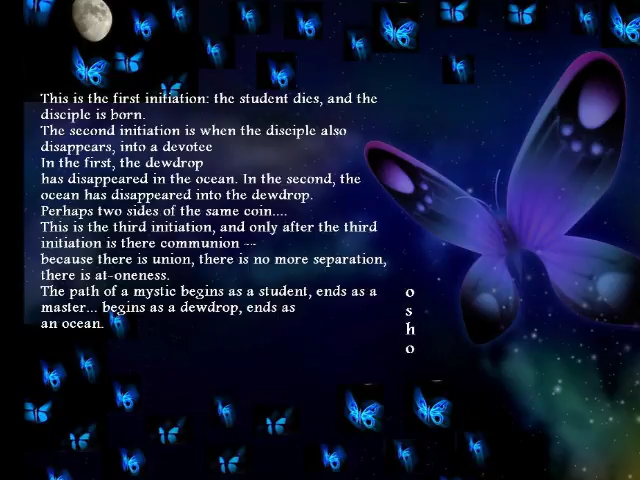 This is the first initiation: the student dies, and the
disciple is born.
The second initiation is when the disciple also
disappears, into a devotee
In the first, the dewdrop
has disappeared in the ocean. In the second, the
ocean has disappeared into the dewdrop.
Perhaps two sides of the same coin....
This is the third initiation, and only after the third
initiation is there communion --
because there is union, there is no more separation,
there is at-oneness.
The path of a mystic begins as a student, ends as a
master... begins as a dewdrop, ends as
an ocean.
o
s
h
o